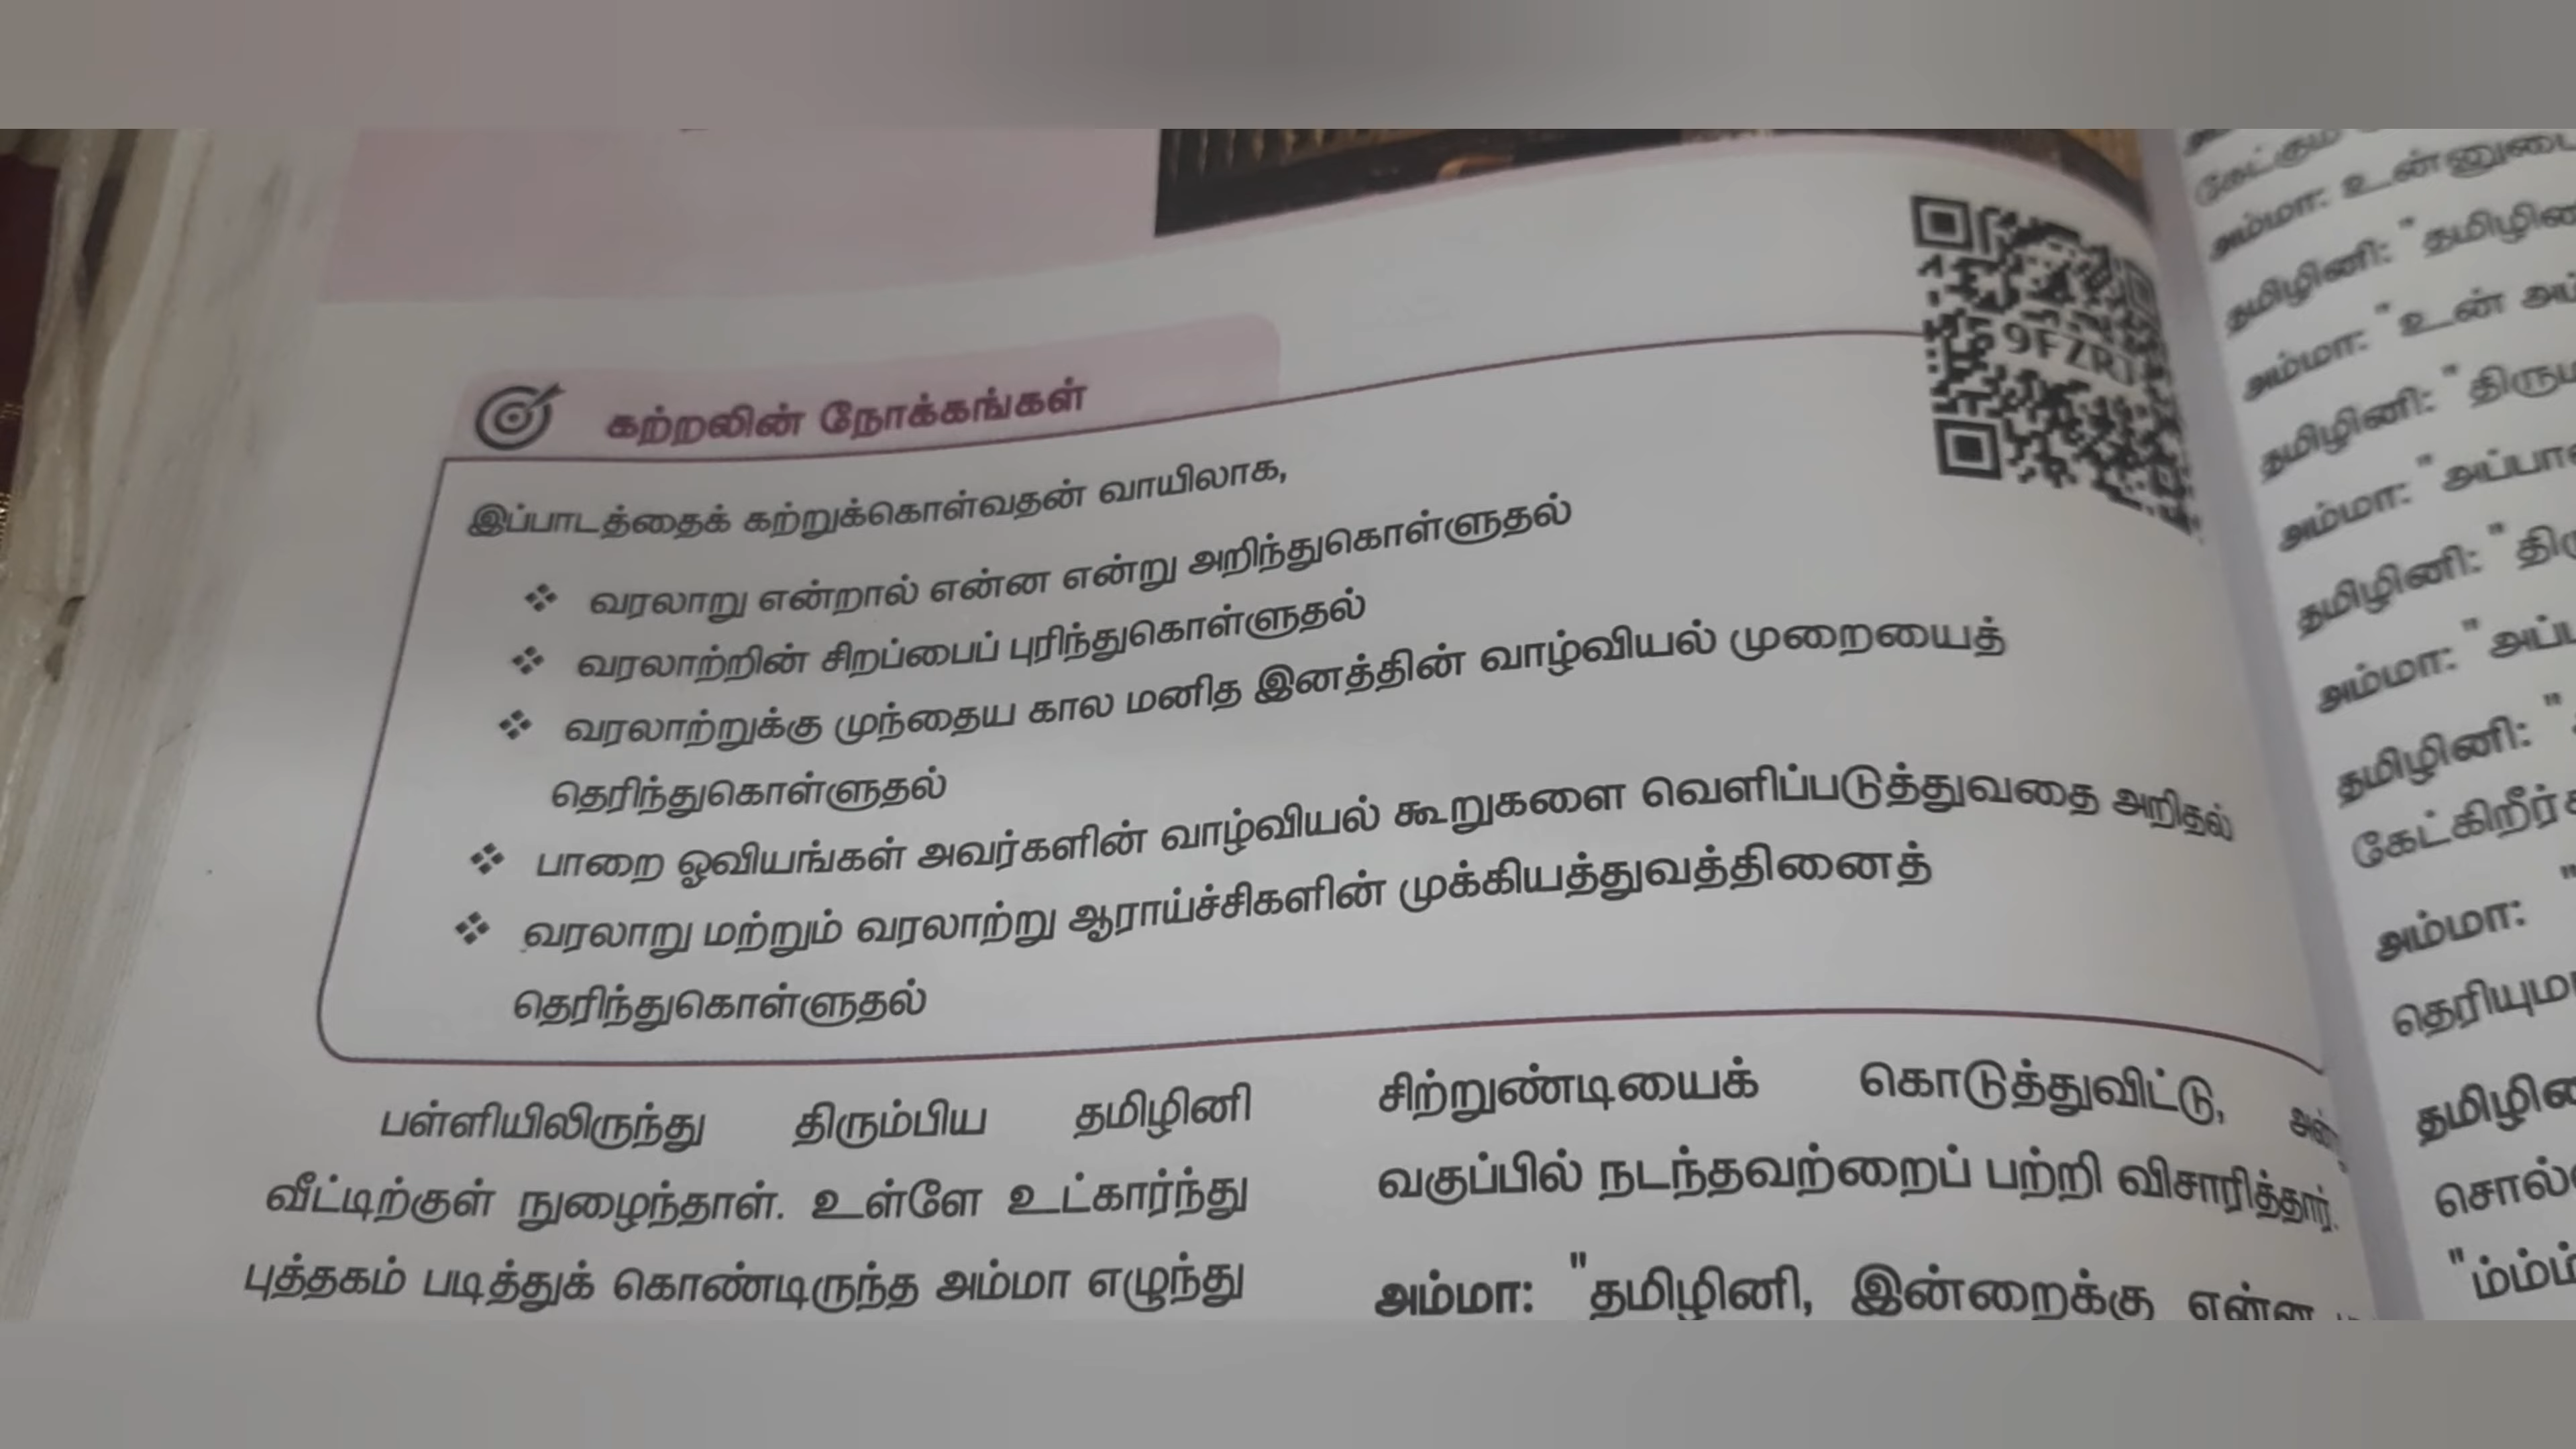 கற்றலின் நோக்கங்கள்
இப்பாடத்தைக் கற்றுக்கொள்வதன் வாயிலாக,
❖ வரலாறு என்றால் என்ன என்று அறிந்துகொள்ளுதல்
❖ வரலாற்றின் சிறப்பைப் புரிந்துகொள்ளுதல்
❖ வரலாற்றுக்கு முந்தைய கால மனித இனத்தின் வாழ்வியல் முறையைத்
தெரிந்துகொள்ளுதல்
❖ பாறை ஓவியங்கள் அவர்களின் வாழ்வியல் கூறுகளை வெளிப்படுத்துவதை அறிதல்
❖ வரலாறு மற்றும் வரலாற்று ஆராய்ச்சிகளின் முக்கியத்துவத்தினைத்
தெரிந்துகொள்ளுதல்
பள்ளியிலிருந்து திரும்பிய தமிழினி
வீட்டிற்குள் நுழைந்தாள். உள்ளே உட்கார்ந்து
புத்தகம் படித்துக் கொண்டிருந்த அம்மா எழுந்து
சிற்றுண்டியைக் கொடுத்துவிட்டு,
வகுப்பில் நடந்தவற்றைப் பற்றி விசாரித்தார்.
அம்மா: "தமிழினி, இன்றைக்கு என்ன
அம்மா:
தமிழினி:
அம்மா: "உன்
தமிழினி:
அம்மா:
தமிழினி:
அம்மா:
தமிழினி:
அம்மா: